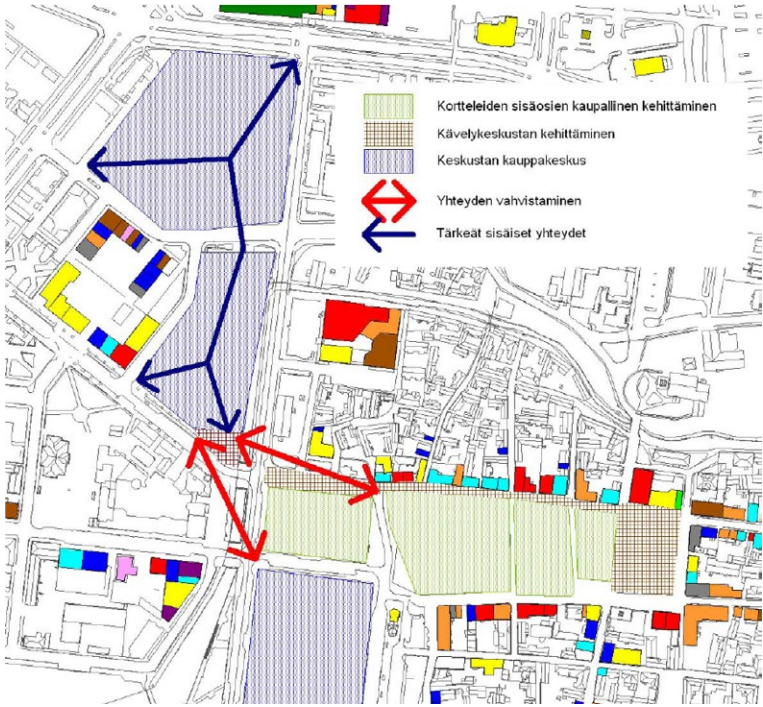 Kortteleiden sisäosien kaupallinen kehittäminen
Kävelykeskustan kehittäminen
Keskustan kauppakeskus
Yhteyden vahvistaminen
Tärkeät sisäiset yhteydet